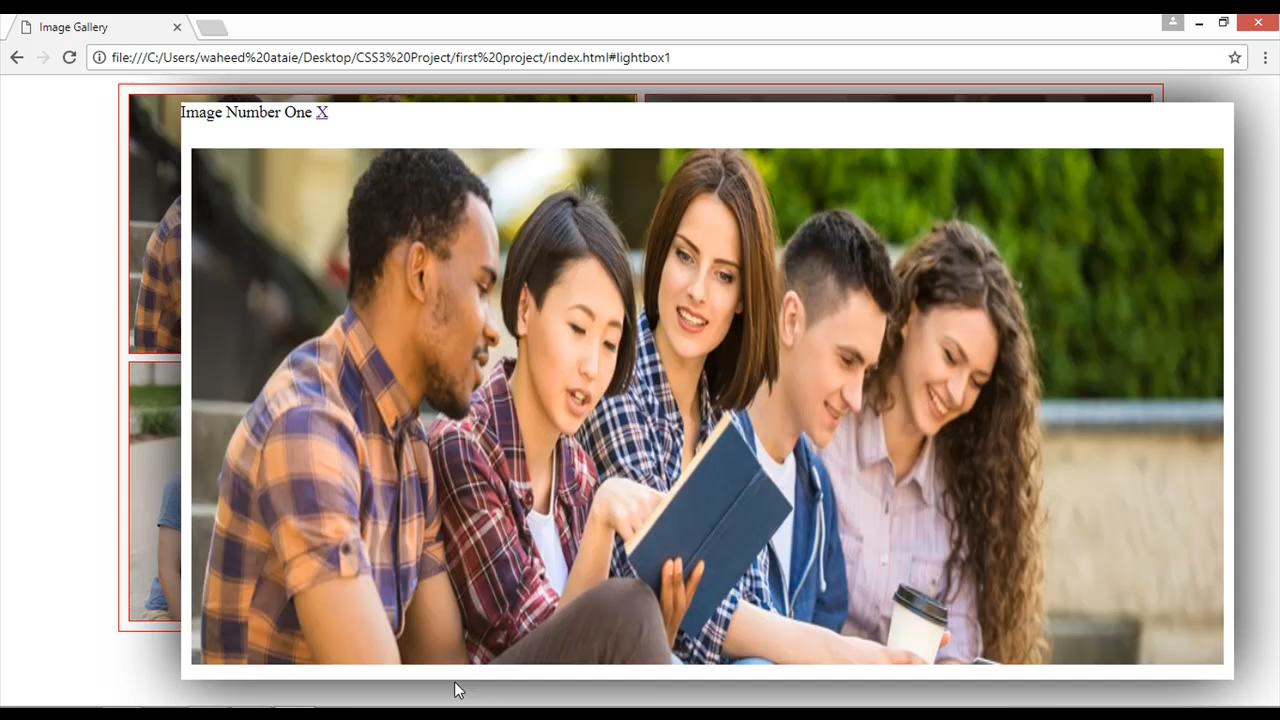 Image Gallery
file:///C:/Users/waheed%20ataie/Desktop/CSS3%20Project/first%20project/index.html#lightbox1
Image Number One X